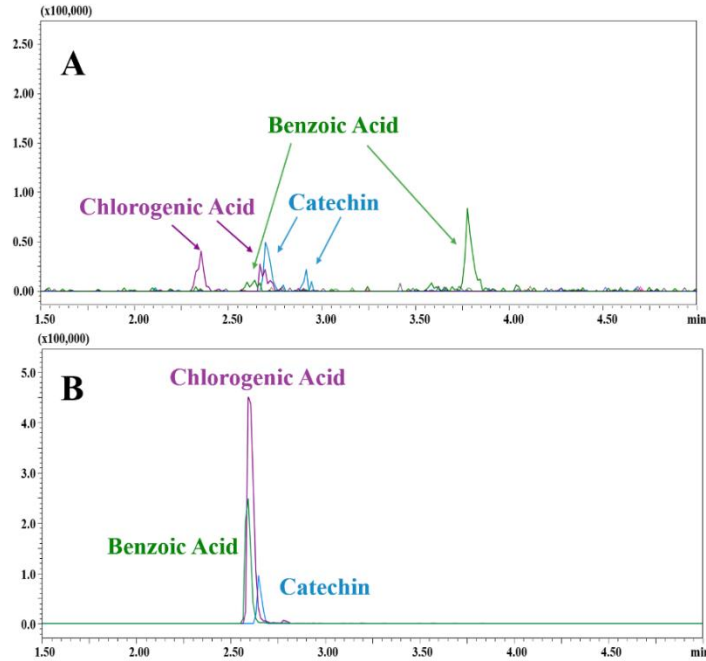 (x100,000)
2.50
A
2.00
1.50
Benzoic Acid
1.00
Chlorogenic Acid
Catechin
0.50
0.00
1.50 2.00 2.50 3.00 3.50 4.00 4.50 min
(x100,000)
5.0
B
Chlorogenic Acid
4.0
3.0
2.0
Benzoic Acid
1.0
Catechin
0.0
1.50 2.00 2.50 3.00 3.50 4.00 4.50 min